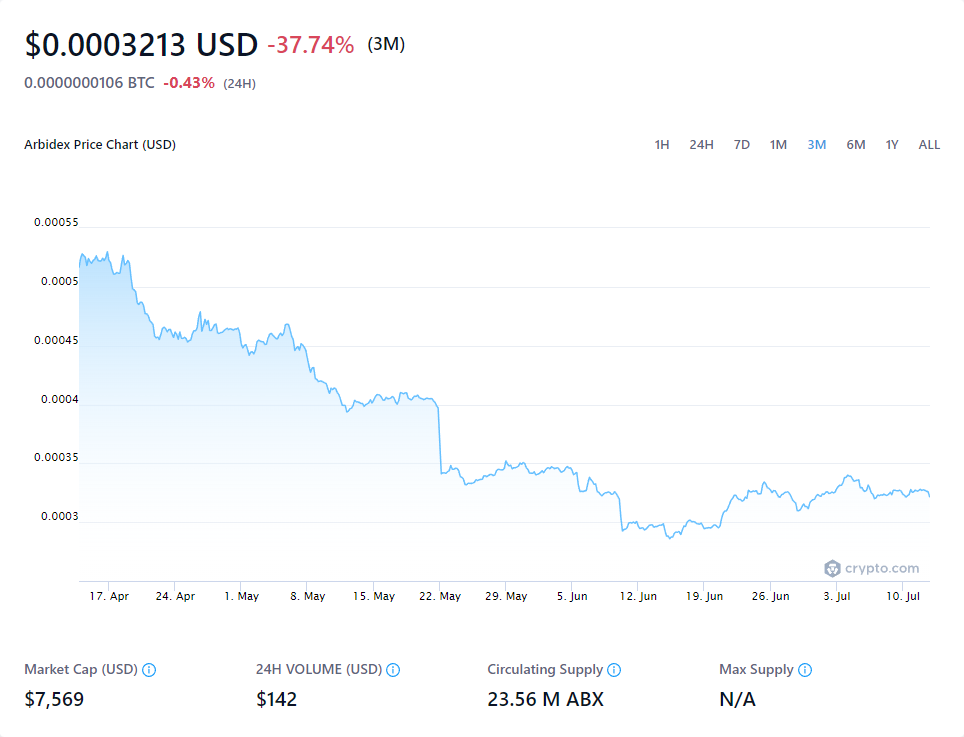 $0.0003213 USD -37.74% (3M)
0.0000000106 BTC -0.43% (24H)
Arbidex Price Chart (USD) 1H 24H 7D 1M 3M 6M 1Y ALL
0.00055
0.0005
0.00045
0.0004
0.00035
0.0003
crypto.com
17. Apr 24. Apr 1. May 8. May 15. May 22. May 29. May 5. Jun 12. Jun 19. Jun 26. Jun 3. Jul 10. Jul
Market Cap (USD) 24H VOLUME (USD) Circulating Supply Max Supply
$7,569 $142 23.56 M ABX N/A